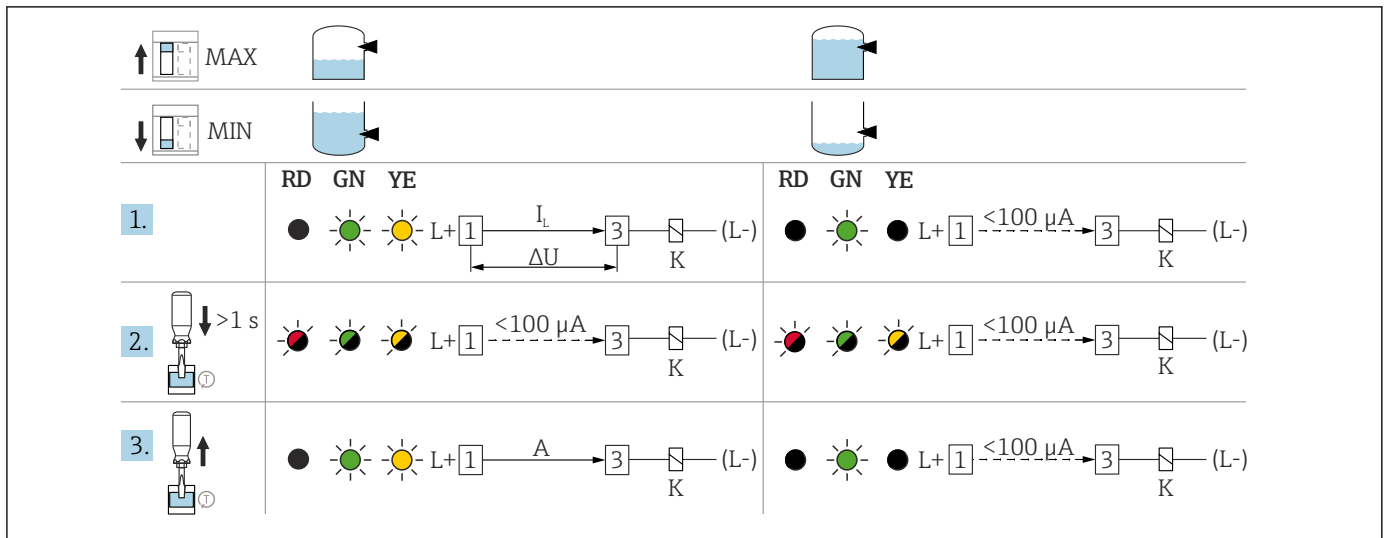 MAX
MIN
RD GN YE RD GN YE
1. L+ 1 I_L 3 (L-) L+ 1 <100 µA 3 (L-)
ΔU K K
2. >1 s L+ 1 <100 µA 3 (L-) L+ 1 <100 µA 3 (L-)
T K K
3. L+ 1 A 3 (L-) L+ 1 <100 µA 3 (L-)
T K K